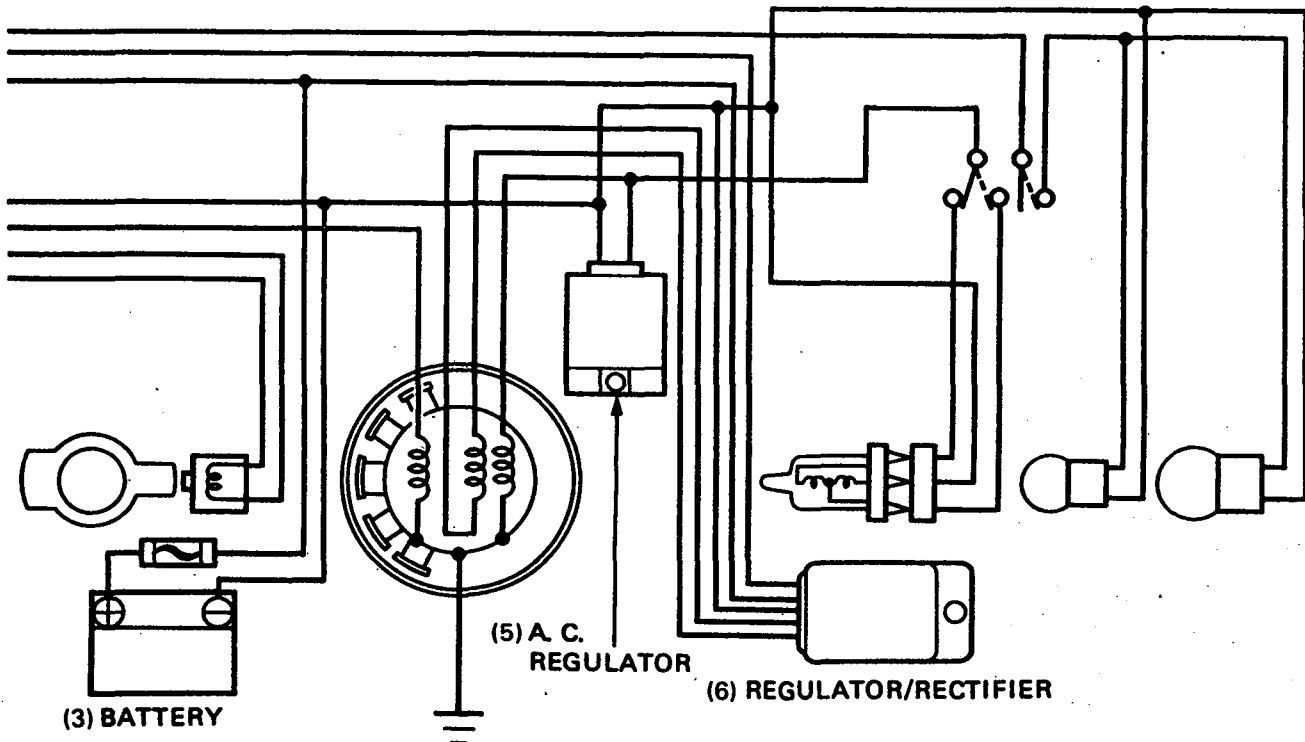 (5) A. C.
REGULATOR
(6) REGULATOR/RECTIFIER
(3) BATTERY